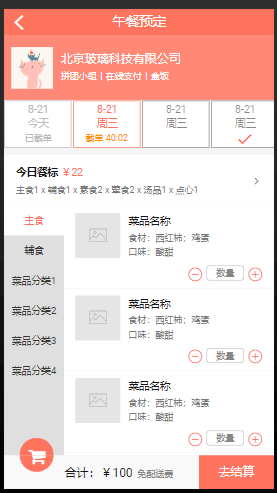 午餐预定
北京玻璃科技有限公司
拼团小组 | 在线支付 | 盒饭
8-21 8-21 8-21 8-21
今天 周三 周三 周三
已截单 截单 40:02
今日餐标 ￥22
主食1 x 辅食1 x 素食2 x 荤食2 x 汤品1 x 点心1
主食
辅食
菜品分类1
菜品分类2
菜品分类3
菜品分类4
菜品名称
食材：西红柿；鸡蛋
口味：酸甜
数量
菜品名称
食材：西红柿；鸡蛋
口味：酸甜
数量
菜品名称
食材：西红柿；鸡蛋
口味：酸甜
数量
合计：￥100 免配送费
去结算